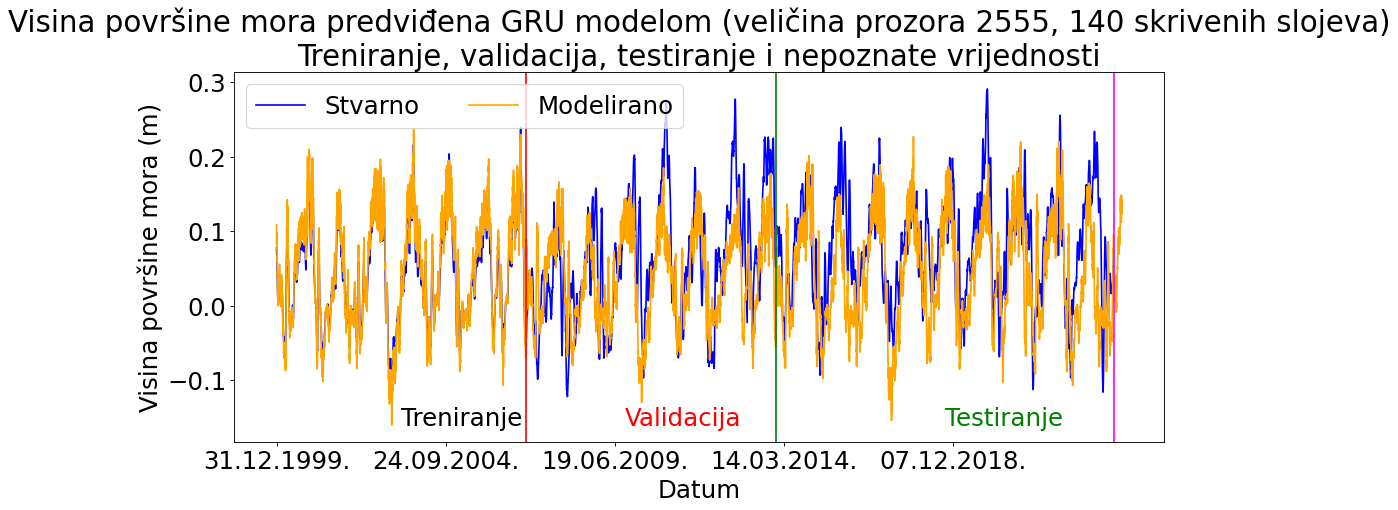 Visina površine mora predviđena GRU modelom (veličina prozora 2555, 140 skrivenih slojeva)
Treniranje, validacija, testiranje i nepoznate vrijednosti
Stvarno
Modelirano
Visina površine mora (m)
0.3
0.2
0.1
0.0
−0.1
Treniranje
Validacija
Testiranje
31.12.1999.
24.09.2004.
19.06.2009.
14.03.2014.
07.12.2018.
Datum